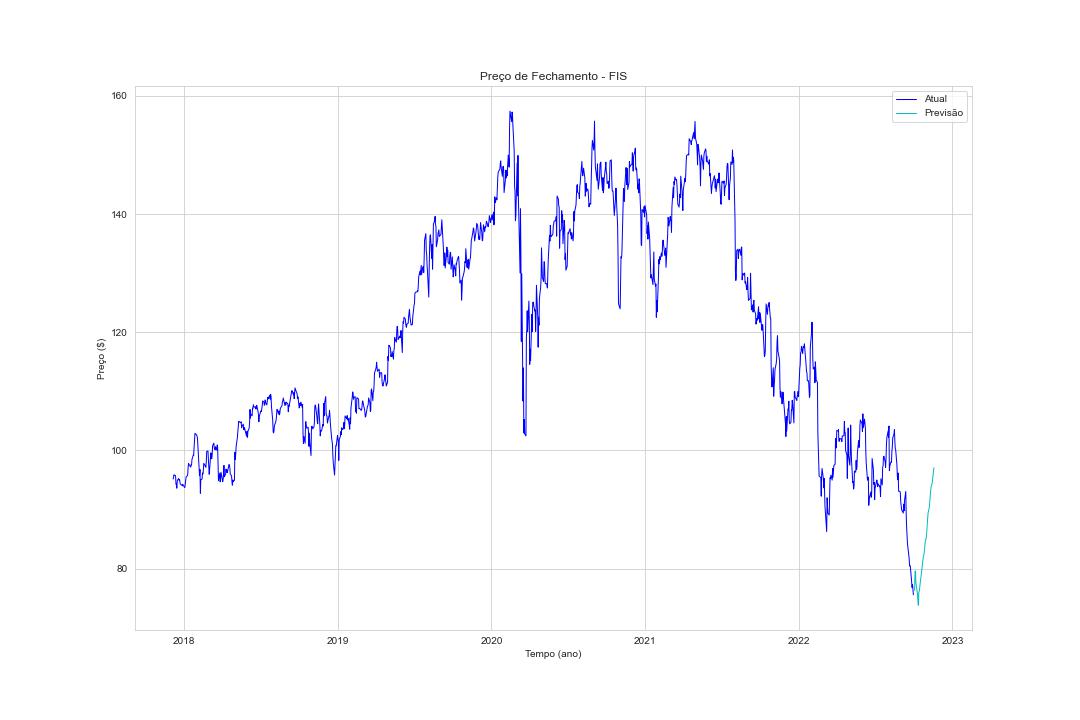 Preço de Fechamento - FIS
160
140
120
100
80
Preço ($)
Atual
Previsão
2018
2019
2020
2021
2022
2023
Tempo (ano)